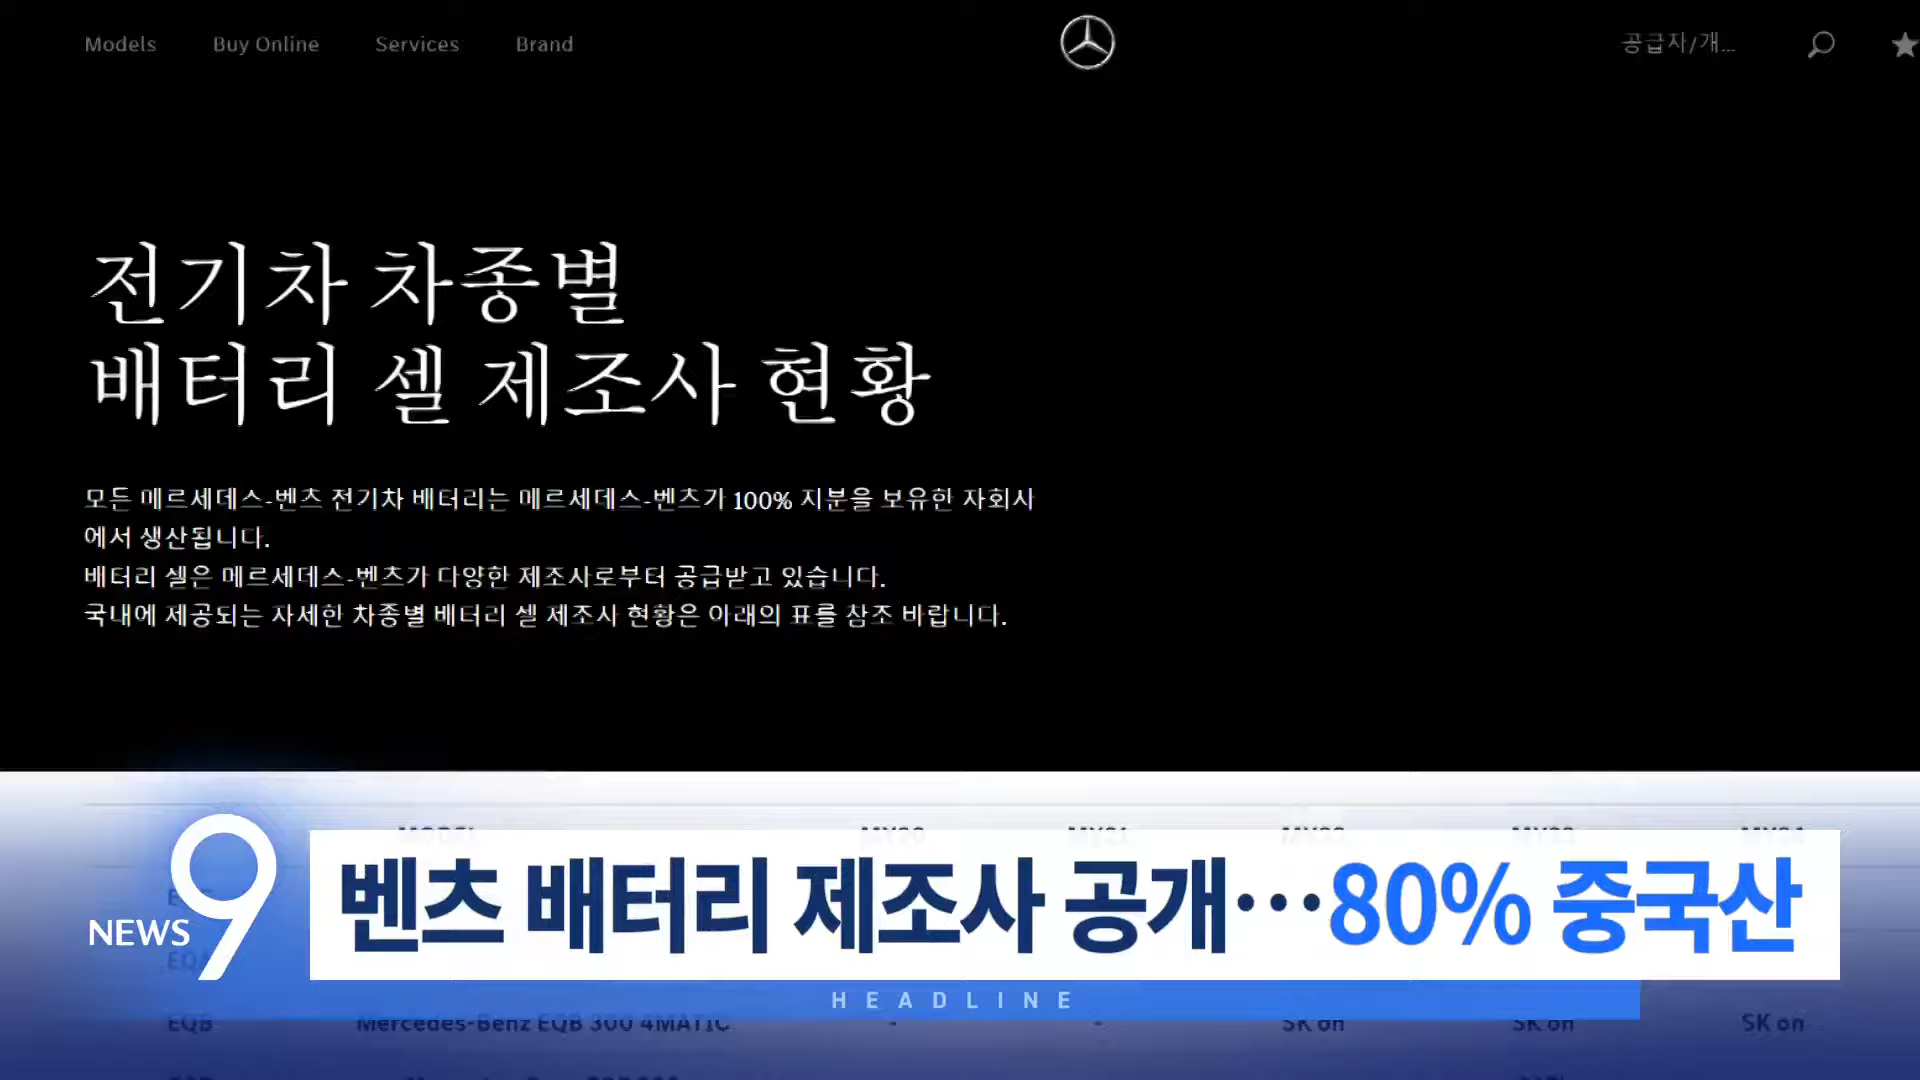 Models Buy Online Services Brand 공급자/개...
전기차 차종별
배터리 셀 제조사 현황
모든 메르세데스-벤츠 전기차 배터리는 메르세데스-벤츠가 100% 지분을 보유한 자회사
에서 생산됩니다.
배터리 셀은 메르세데스-벤츠가 다양한 제조사로부터 공급받고 있습니다.
국내에 제공되는 자세한 차종별 배터리 셀 제조사 현황은 아래의 표를 참조 바랍니다.
NEWS 9
벤츠 배터리 제조사 공개···80% 중국산
HEADLINE
EQB Mercedes-Benz EQB 300 4MATIC - - SK on SK on SK on